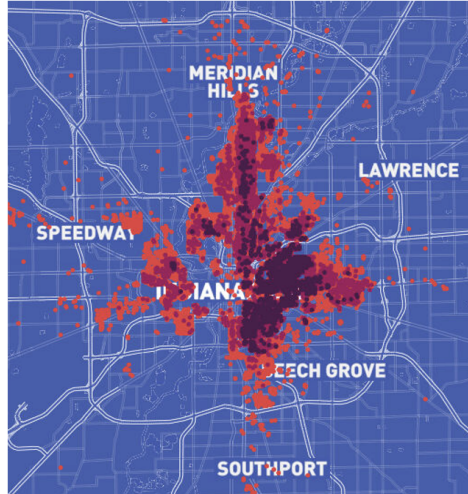 MERIDIAN
HILLS
LAWRENCE
SPEEDWAY
INDIANA
BEECH GROVE
SOUTHPORT